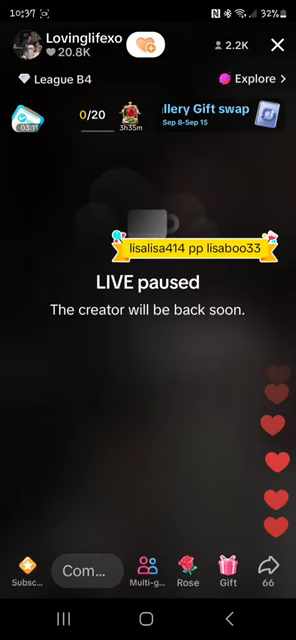 10:37
32%
Lovinglifexo
20.8K
2.2K
League B4
Explore >
03:11
0/20
3h35m
llery Gift swap
Sep 8-Sep 15
lisalisa414 pp lisaboo33
LIVE paused
The creator will be back soon.
Com...
Subsc...
Multi-g...
Rose
Gift
66